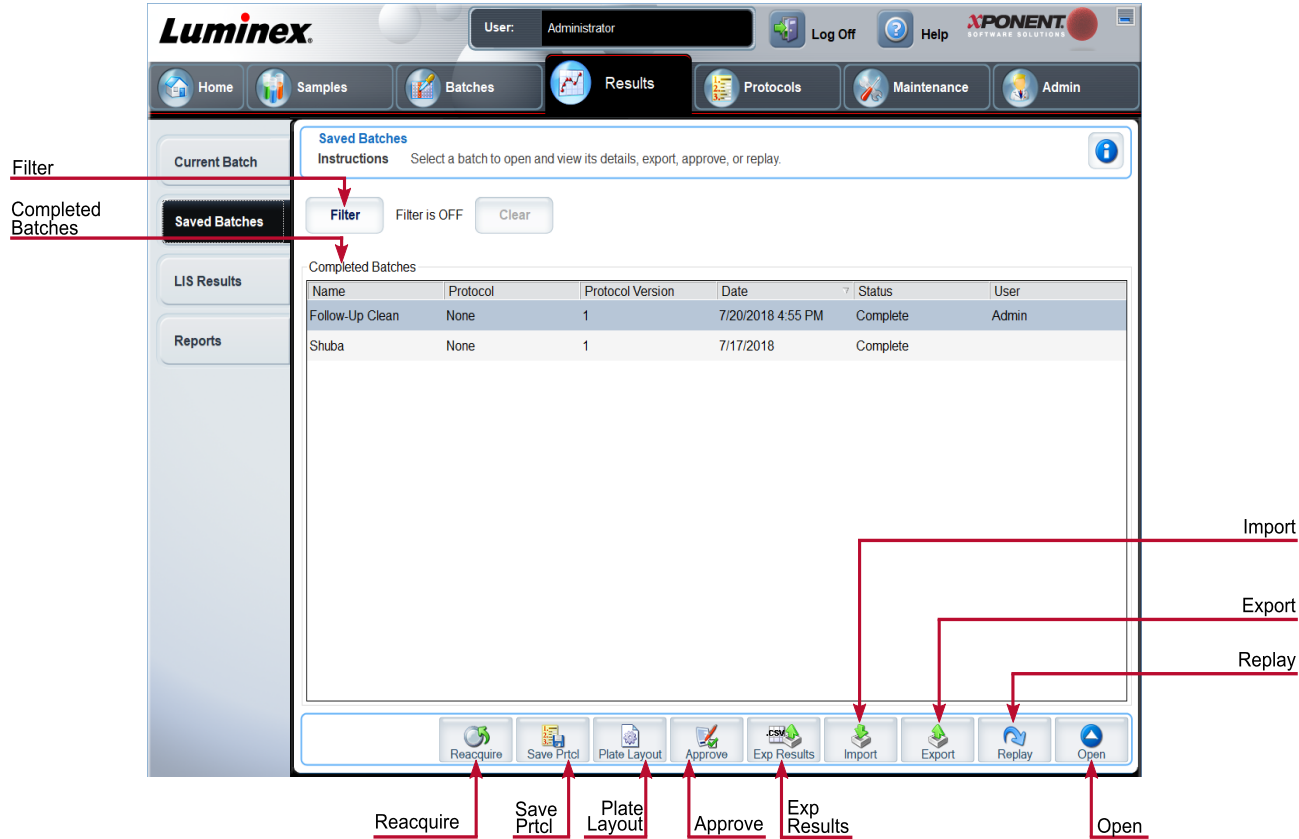 Luminex.
User: Administrator
Log Off
Help
XPONENT.
SOFTWARE SOLUTIONS
Home
Samples
Batches
Results
Protocols
Maintenance
Admin
Filter
Completed
Batches
Current Batch
Saved Batches
LIS Results
Reports
Saved Batches
Instructions Select a batch to open and view its details, export, approve, or replay.
Filter Filter is OFF Clear
Completed Batches
Name Protocol Protocol Version Date Status User
Follow-Up Clean None 1 7/20/2018 4:55 PM Complete Admin
Shuba None 1 7/17/2018 Complete
Import
Export
Replay
.CSV
Reacquire Save Prtcl Plate Layout Approve Exp Results Import Export Replay Open
Reacquire
Save
Prtcl
Plate
Layout
Approve
Exp
Results
Open